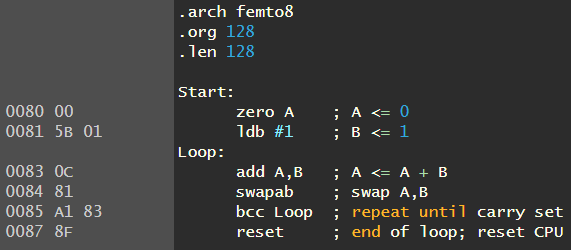 .arch femto8
.org 128
.len 128
Start:
0080 00 zero A ; A <= 0
0081 5B 01 ldb #1 ; B <= 1
Loop:
0083 0C add A,B ; A <= A + B
0084 81 swapab ; swap A,B
0085 A1 83 bcc Loop ; repeat until carry set
0087 8F reset ; end of loop; reset CPU